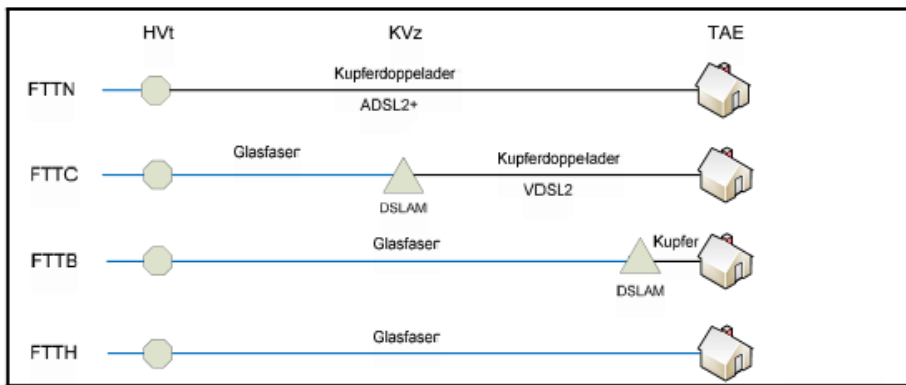 HVt KVz TAE
FTTN Kupferdoppelader
ADSL2+
FTTC Glasfaser Kupferdoppelader
VDSL2
DSLAM
FTTB Glasfaser Kupfer
DSLAM
FTTH Glasfaser